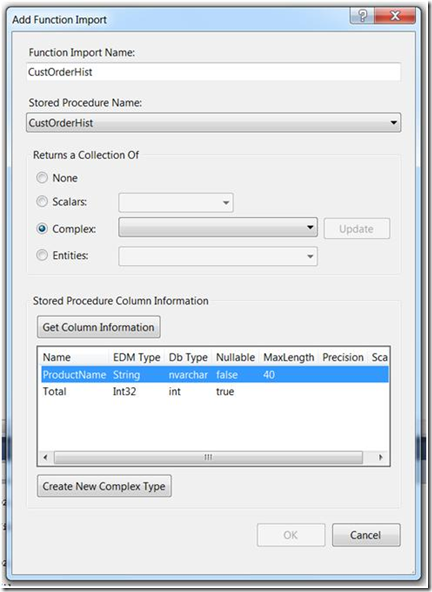 Add Function Import
Function Import Name:
CustOrderHist
Stored Procedure Name:
CustOrderHist
Returns a Collection Of
None
Scalars:
Complex:
Update
Entities:
Stored Procedure Column Information
Get Column Information
Name EDM Type Db Type Nullable MaxLength Precision Sca
ProductName String nvarchar false 40
Total Int32 int true
Create New Complex Type
OK Cancel